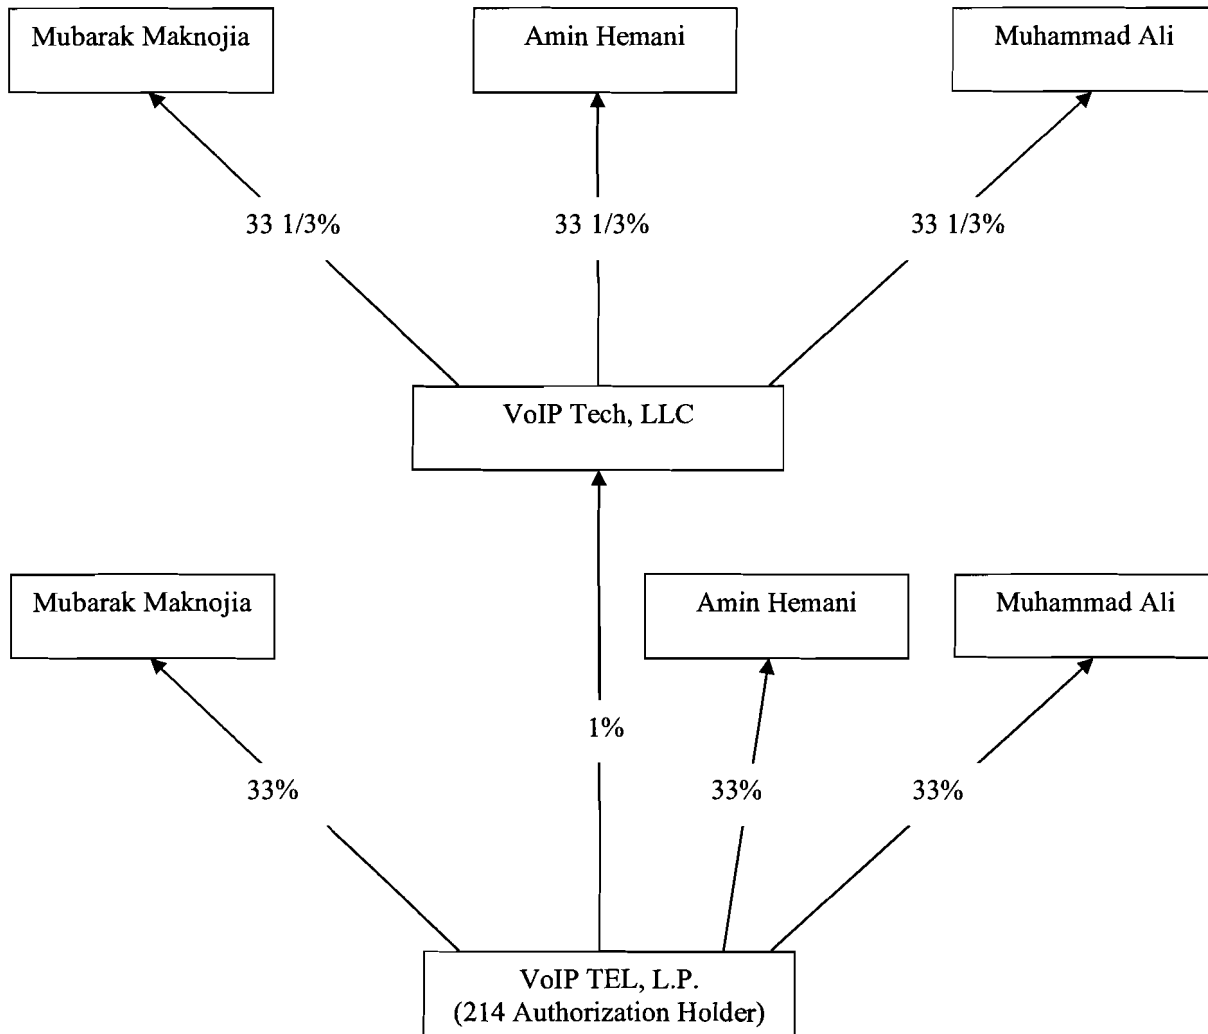 Mubarak Maknojia
Amin Hemani
Muhammad Ali
33 1/3%
33 1/3%
33 1/3%
VoIP Tech, LLC
Mubarak Maknojia
Amin Hemani
Muhammad Ali
1%
33%
33%
33%
VoIP TEL, L.P.
(214 Authorization Holder)